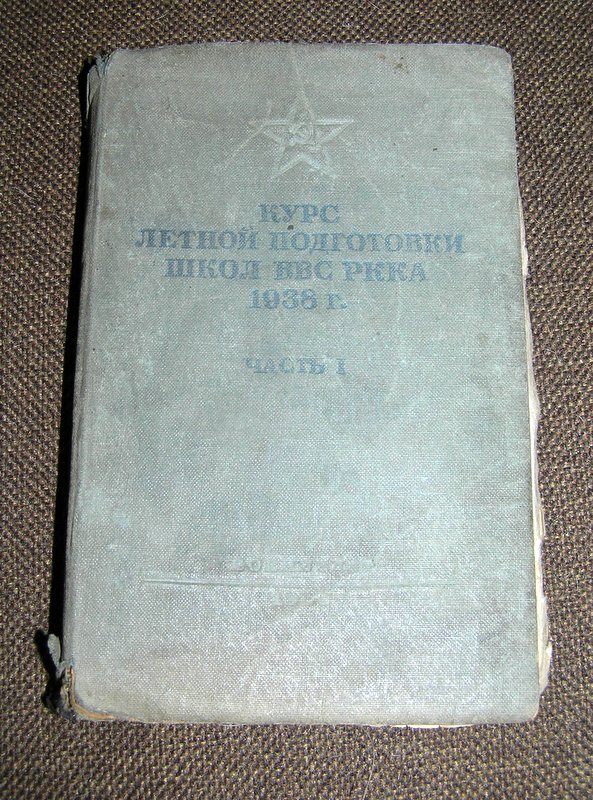 КУРС
ЛЕТНОЙ ПОДГОТОВКИ
ШКОЛ ВВС РККА
1938 г.
ЧАСТЬ I